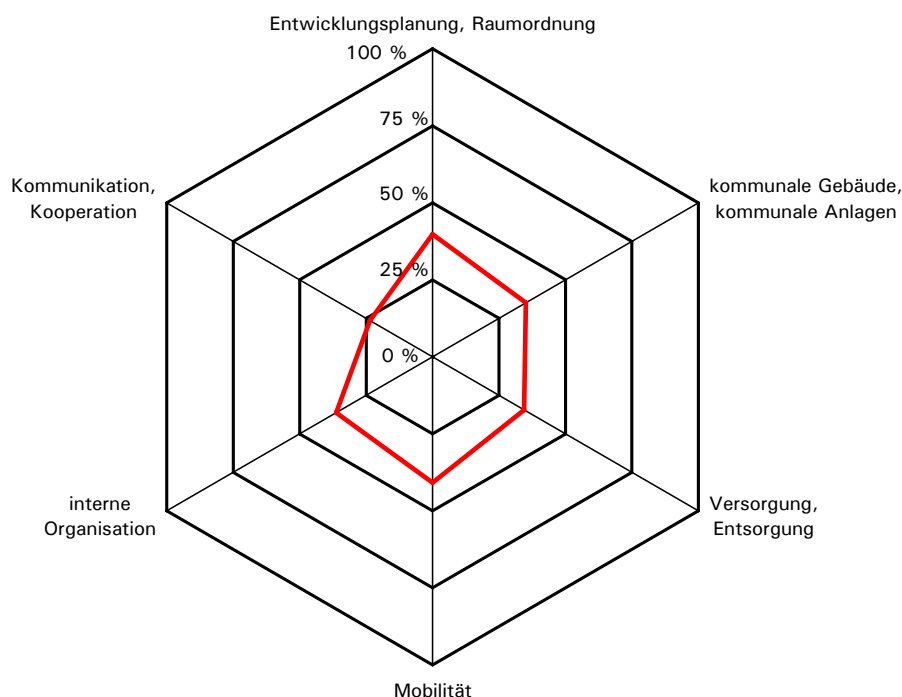 Entwicklungsplanung, Raumordnung
100 %
75 %
50 %
25 %
0 %
kommunale Gebäude,
kommunale Anlagen
Versorgung,
Entsorgung
Mobilität
interne
Organisation
Kommunikation,
Kooperation